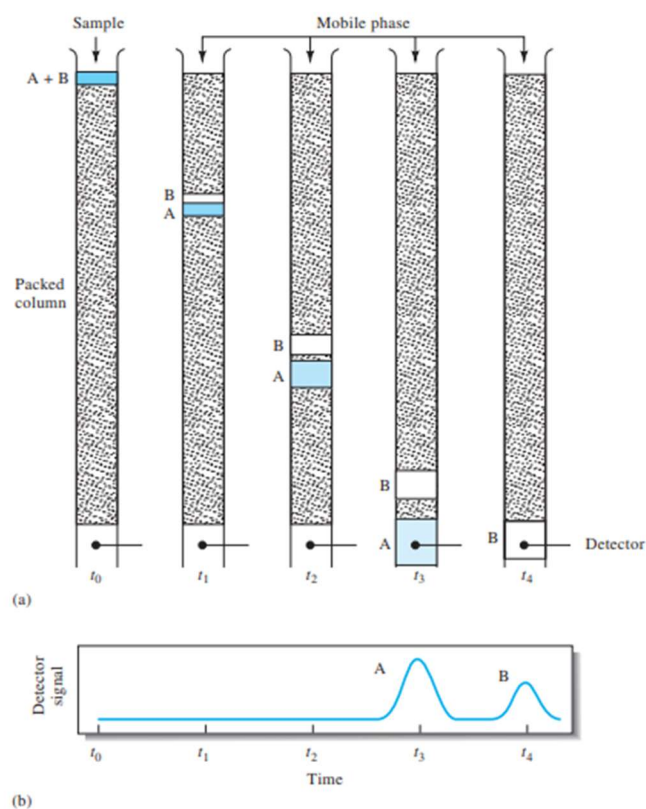 Sample
Mobile phase
A + B
B
A
Packed
column
B
A
B
A
B
Detector
t0
t1
t2
t3
t4
(a)
Detector
signal
A
B
t0
t1
t2
t3
t4
Time
(b)